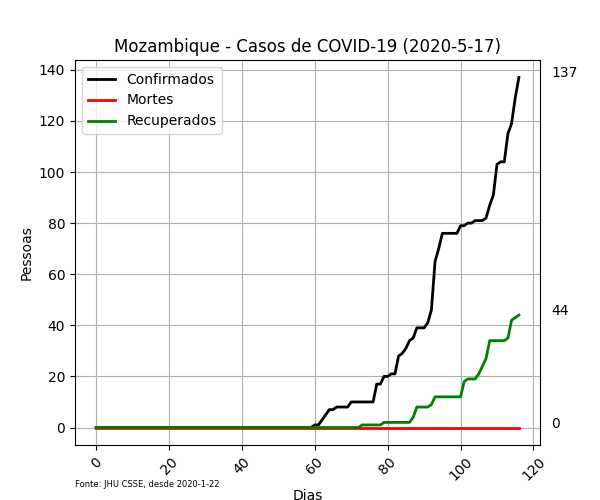 Mozambique - Casos de COVID-19 (2020-5-17)
Confirmados
Mortes
Recuperados
140
120
100
80
60
40
20
0
Pessoas
137
44
0
0
20
40
60
80
100
120
Fonte: JHU CSSE, desde 2020-1-22
Dias